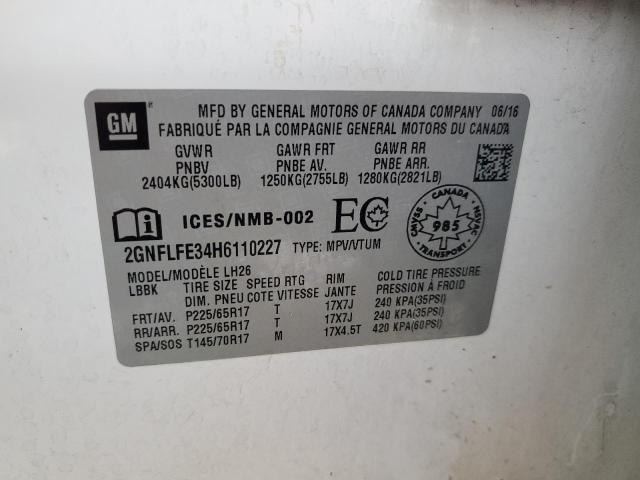 GM
MFD BY GENERAL MOTORS OF CANADA COMPANY 06/16
FABRIQUÉ PAR LA COMPAGNIE GENERAL MOTORS DU CANADA
GVWR GAWR FRT GAWR RR
PNBV PNBE AV. PNBE ARR.
2404KG(5300LB) 1250KG(2755LB) 1280KG(2821LB)
ICES/NMB-002 EC
CANADA
CMVSS NSVAC
985
TRANSPORT
2GNFLFE34H6110227 TYPE: MPV/VTUM
MODEL/MODÈLE LH26
LBBK TIRE SIZE SPEED RTG RIM COLD TIRE PRESSURE
DIM. PNEU COTE VITESSE JANTE PRESSION À FROID
FRT/AV. P225/65R17 T 17X7J 240 KPA(35PSI)
RR/ARR. P225/65R17 T 17X7J 240 KPA(35PSI)
SPA/SOS T145/70R17 M 17X4.5T 420 KPA(60PSI)